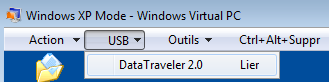 Windows XP Mode - Windows Virtual PC
Action USB Outils Ctrl+Alt+Suppr
DataTraveler 2.0 Lier